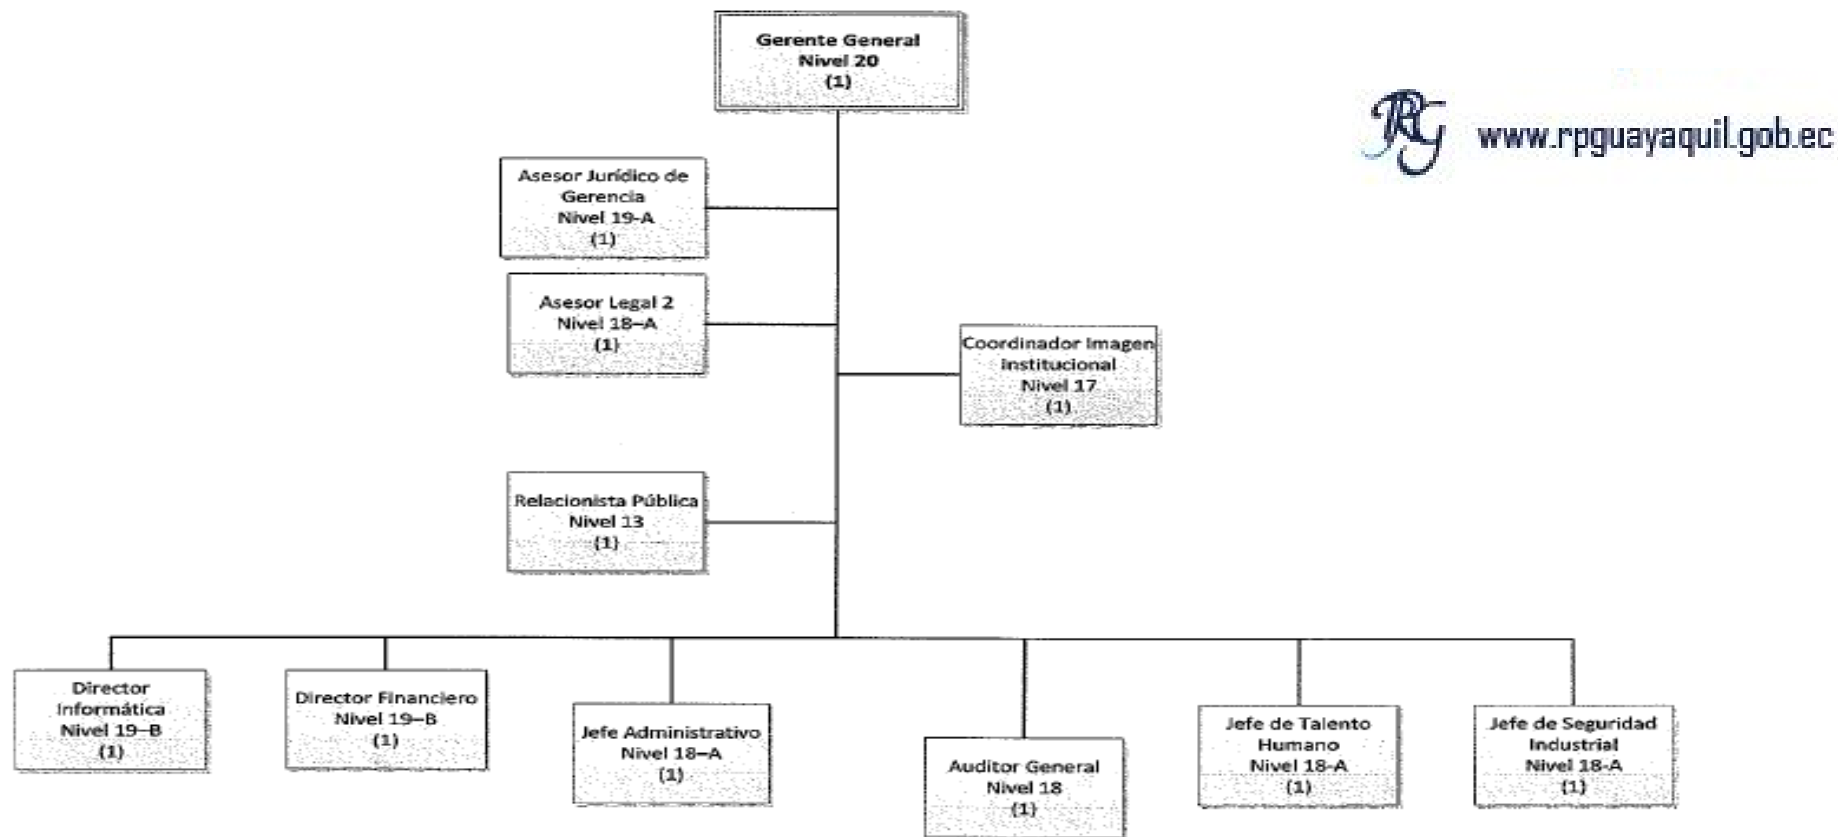 Gerente General
Nivel 20
(1)
www.rpguayaquil.gob.ec
Asesor Jurídico de
Gerencia
Nivel 19-A
(1)
Asesor Legal 2
Nivel 18–A
(1)
Coordinador Imagen
Institucional
Nivel 17
(1)
Relacionista Pública
Nivel 13
(1)
Director
Informática
Nivel 19–B
(1)
Director Financiero
Nivel 19–B
(1)
Jefe Administrativo
Nivel 18–A
(1)
Auditor General
Nivel 18
(1)
Jefe de Talento
Humano
Nivel 18-A
(1)
Jefe de Seguridad
Industrial
Nivel 18-A
(1)